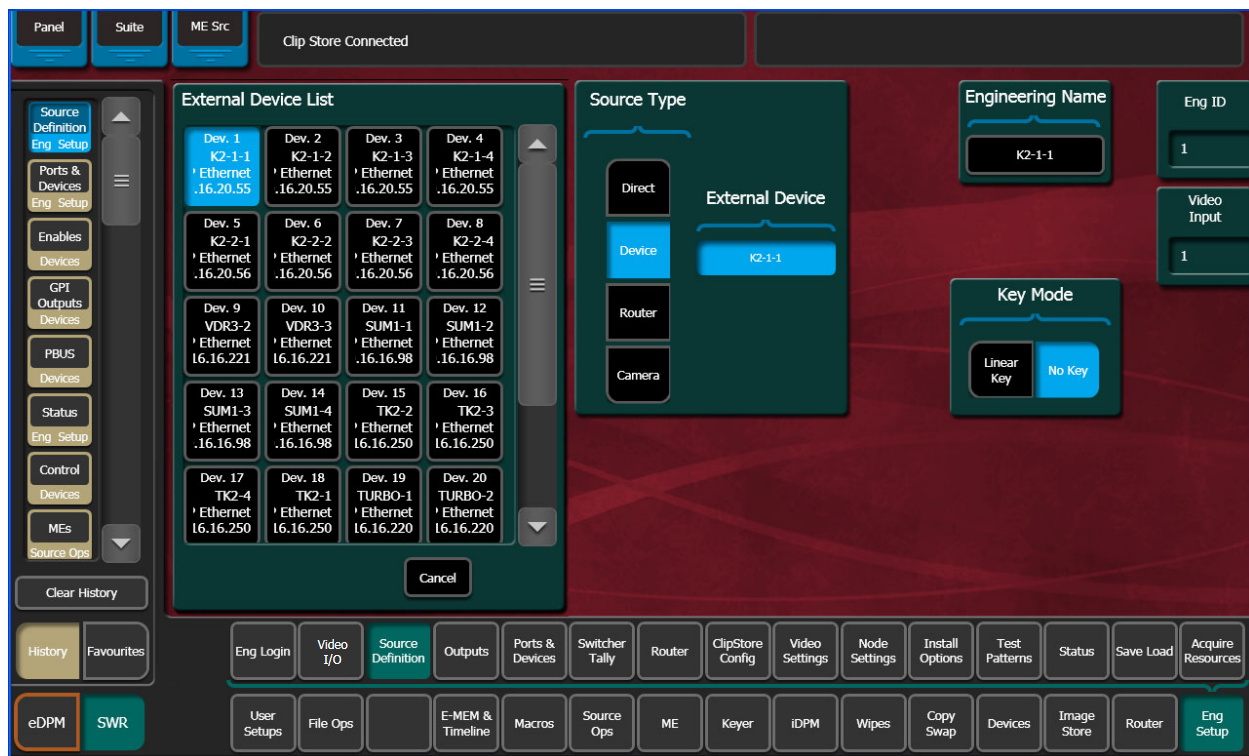 Panel
Suite
ME Src
Clip Store Connected
Source
Definition
Eng Setup
Ports &
Devices
Eng Setup
Enables
Devices
GPI
Outputs
Devices
PBUS
Devices
Status
Eng Setup
Control
Devices
MEs
Source Ops
Clear History
History
Favourites
eDPM
SWR
External Device List
Dev. 1
K2-1-1
Ethernet
.16.20.55
Dev. 2
K2-1-2
Ethernet
.16.20.55
Dev. 3
K2-1-3
Ethernet
.16.20.55
Dev. 4
K2-1-4
Ethernet
.16.20.55
Dev. 5
K2-2-1
Ethernet
.16.20.56
Dev. 6
K2-2-2
Ethernet
.16.20.56
Dev. 7
K2-2-3
Ethernet
.16.20.56
Dev. 8
K2-2-4
Ethernet
.16.20.56
Dev. 9
VDR3-2
Ethernet
16.16.221
Dev. 10
VDR3-3
Ethernet
16.16.221
Dev. 11
SUM1-1
Ethernet
.16.16.98
Dev. 12
SUM1-2
Ethernet
.16.16.98
Dev. 13
SUM1-3
Ethernet
.16.16.98
Dev. 14
SUM1-4
Ethernet
.16.16.98
Dev. 15
TK2-2
Ethernet
16.16.250
Dev. 16
TK2-3
Ethernet
16.16.250
Dev. 17
TK2-4
Ethernet
16.16.250
Dev. 18
TK2-1
Ethernet
16.16.250
Dev. 19
TURBO-1
Ethernet
16.16.220
Dev. 20
TURBO-2
Ethernet
16.16.220
Cancel
Source Type
Direct
Device
Router
Camera
External Device
K2-1-1
Engineering Name
K2-1-1
Eng ID
1
Video
Input
1
Key Mode
Linear
Key
No Key
Eng Login
Video
I/O
Source
Definition
Outputs
Ports &
Devices
Switcher
Tally
Router
ClipStore
Config
Video
Settings
Node
Settings
Install
Options
Test
Patterns
Status
Save Load
Acquire
Resources
User
Setups
File Ops
E-MEM &
Timeline
Macros
Source
Ops
ME
Keyer
iDPM
Wipes
Copy
Swap
Devices
Image
Store
Router
Eng
Setup